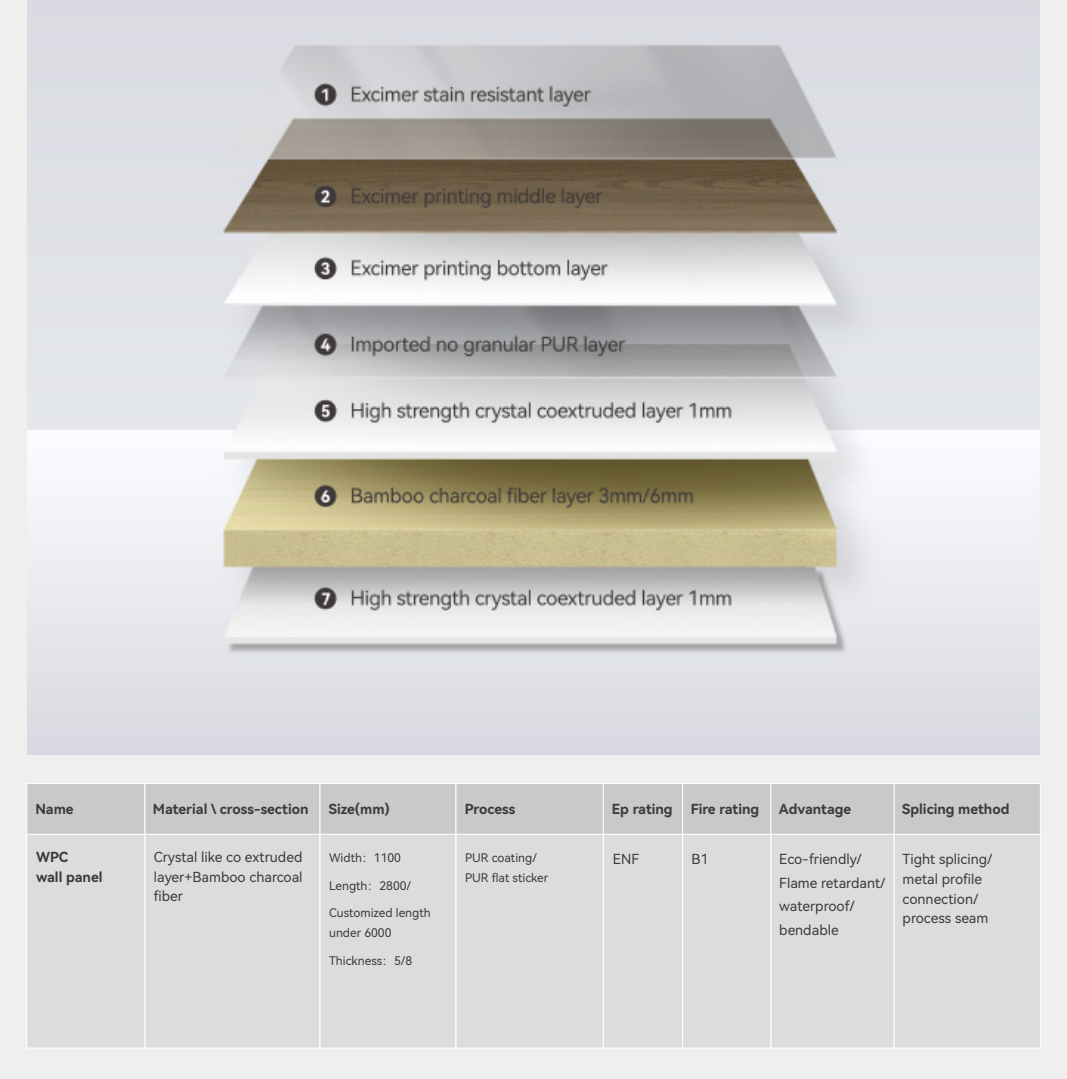 1 Excimer stain resistant layer
2 Excimer printing middle layer
3 Excimer printing bottom layer
4 Imported no granular PUR layer
5 High strength crystal coextruded layer 1mm
6 Bamboo charcoal fiber layer 3mm/6mm
7 High strength crystal coextruded layer 1mm
Name Material \ cross-section Size(mm) Process Ep rating Fire rating Advantage Splicing method
WPC
wall panel
Crystal like co extruded
layer+Bamboo charcoal
fiber
Width: 1100
Length: 2800/
Customized length
under 6000
Thickness: 5/8
PUR coating/
PUR flat sticker
ENF
B1
Eco-friendly/
Flame retardant/
waterproof/
bendable
Tight splicing/
metal profile
connection/
process seam